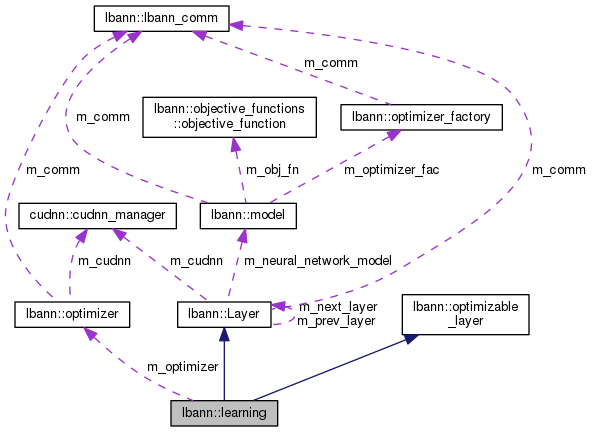 lbann::lbann_comm
m_comm
lbann::objective_functions
::objective_function
lbann::optimizer_factory
m_comm
m_comm
m_obj_fn
m_optimizer_fac
m_comm
cudnn::cudnn_manager
lbann::model
m_cudnn
m_cudnn
m_neural_network_model
lbann::optimizer
lbann::Layer
m_next_layer
m_prev_layer
lbann::optimizable
_layer
m_optimizer
lbann::learning